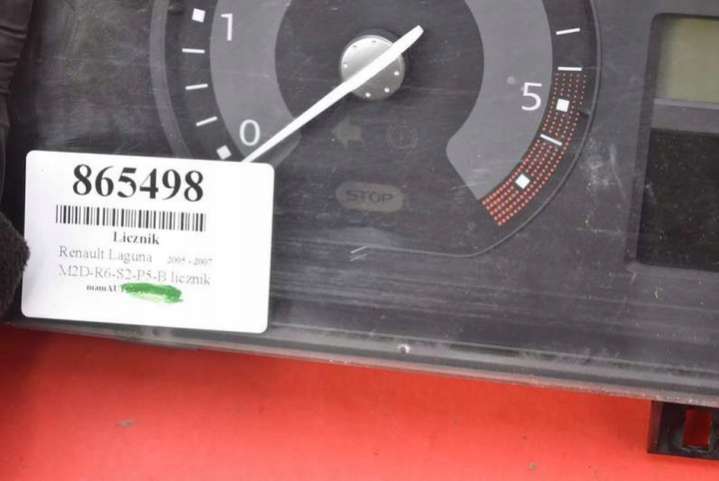 1
0
5
STOP
865498
Licznik
Renault Laguna 2005 - 2007
M2D-R6-S2-P5-B licznik